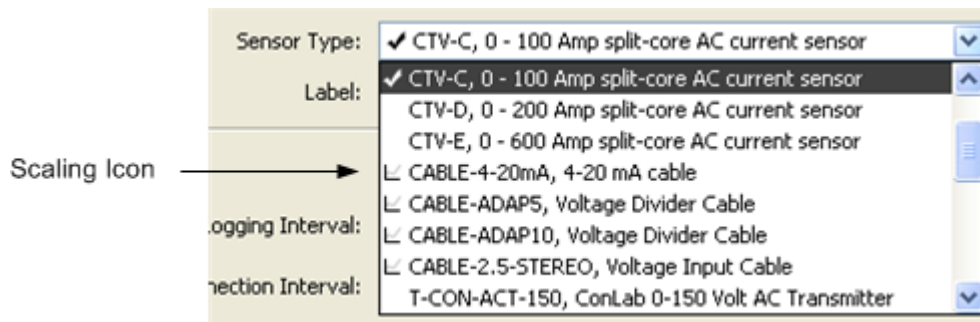 Sensor Type: ✔ CTV-C, 0 - 100 Amp split-core AC current sensor
Label: ✔ CTV-C, 0 - 100 Amp split-core AC current sensor
CTV-D, 0 - 200 Amp split-core AC current sensor
CTV-E, 0 - 600 Amp split-core AC current sensor
Scaling Icon CABLE-4-20mA, 4-20 mA cable
CABLE-ADAP5, Voltage Divider Cable
ogging Interval: CABLE-ADAP10, Voltage Divider Cable
CABLE-2.5-STEREO, Voltage Input Cable
nection Interval: T-CON-ACT-150, ConLab 0-150 Volt AC Transmitter